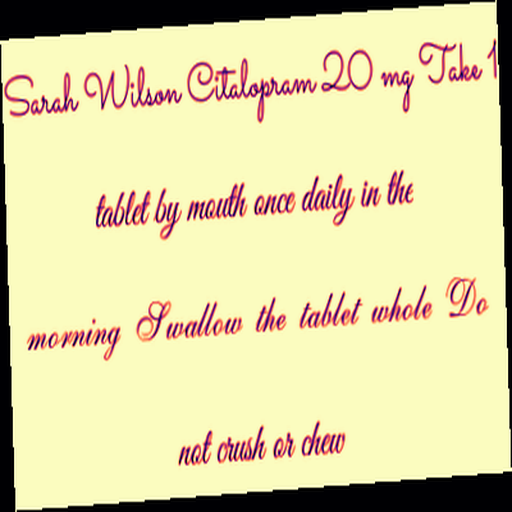 Sarah Wilson Citalopram 20 mg Take 1
tablet by mouth once daily in the
morning Swallow the tablet whole Do
not crush or chew